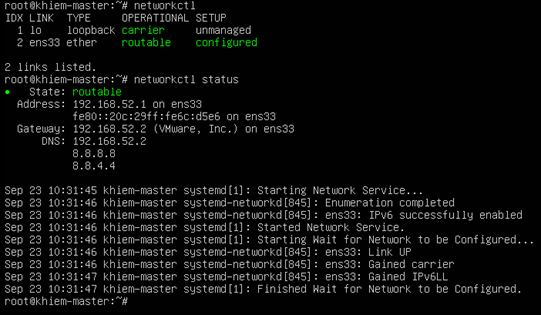 root@khiem-master:~# networkctl
IDX LINK  TYPE     OPERATIONAL SETUP
  1 lo    loopback carrier     unmanaged
  2 ens33 ether    routable    configured

2 links listed.
root@khiem-master:~# networkctl status
●   State: routable
  Address: 192.168.52.1 on ens33
           fe80::20c:29ff:fe6c:d5e6 on ens33
  Gateway: 192.168.52.2 (VMware, Inc.) on ens33
      DNS: 192.168.52.2
           8.8.8.8
           8.8.4.4

Sep 23 10:31:45 khiem-master systemd[1]: Starting Network Service...
Sep 23 10:31:46 khiem-master systemd-networkd[845]: Enumeration completed
Sep 23 10:31:46 khiem-master systemd-networkd[845]: ens33: IPv6 successfully enabled
Sep 23 10:31:46 khiem-master systemd[1]: Started Network Service.
Sep 23 10:31:46 khiem-master systemd[1]: Starting Wait for Network to be Configured...
Sep 23 10:31:46 khiem-master systemd-networkd[845]: ens33: Link UP
Sep 23 10:31:46 khiem-master systemd-networkd[845]: ens33: Gained carrier
Sep 23 10:31:47 khiem-master systemd-networkd[845]: ens33: Gained IPv6LL
Sep 23 10:31:47 khiem-master systemd[1]: Finished Wait for Network to be Configured.
root@khiem-master:~#